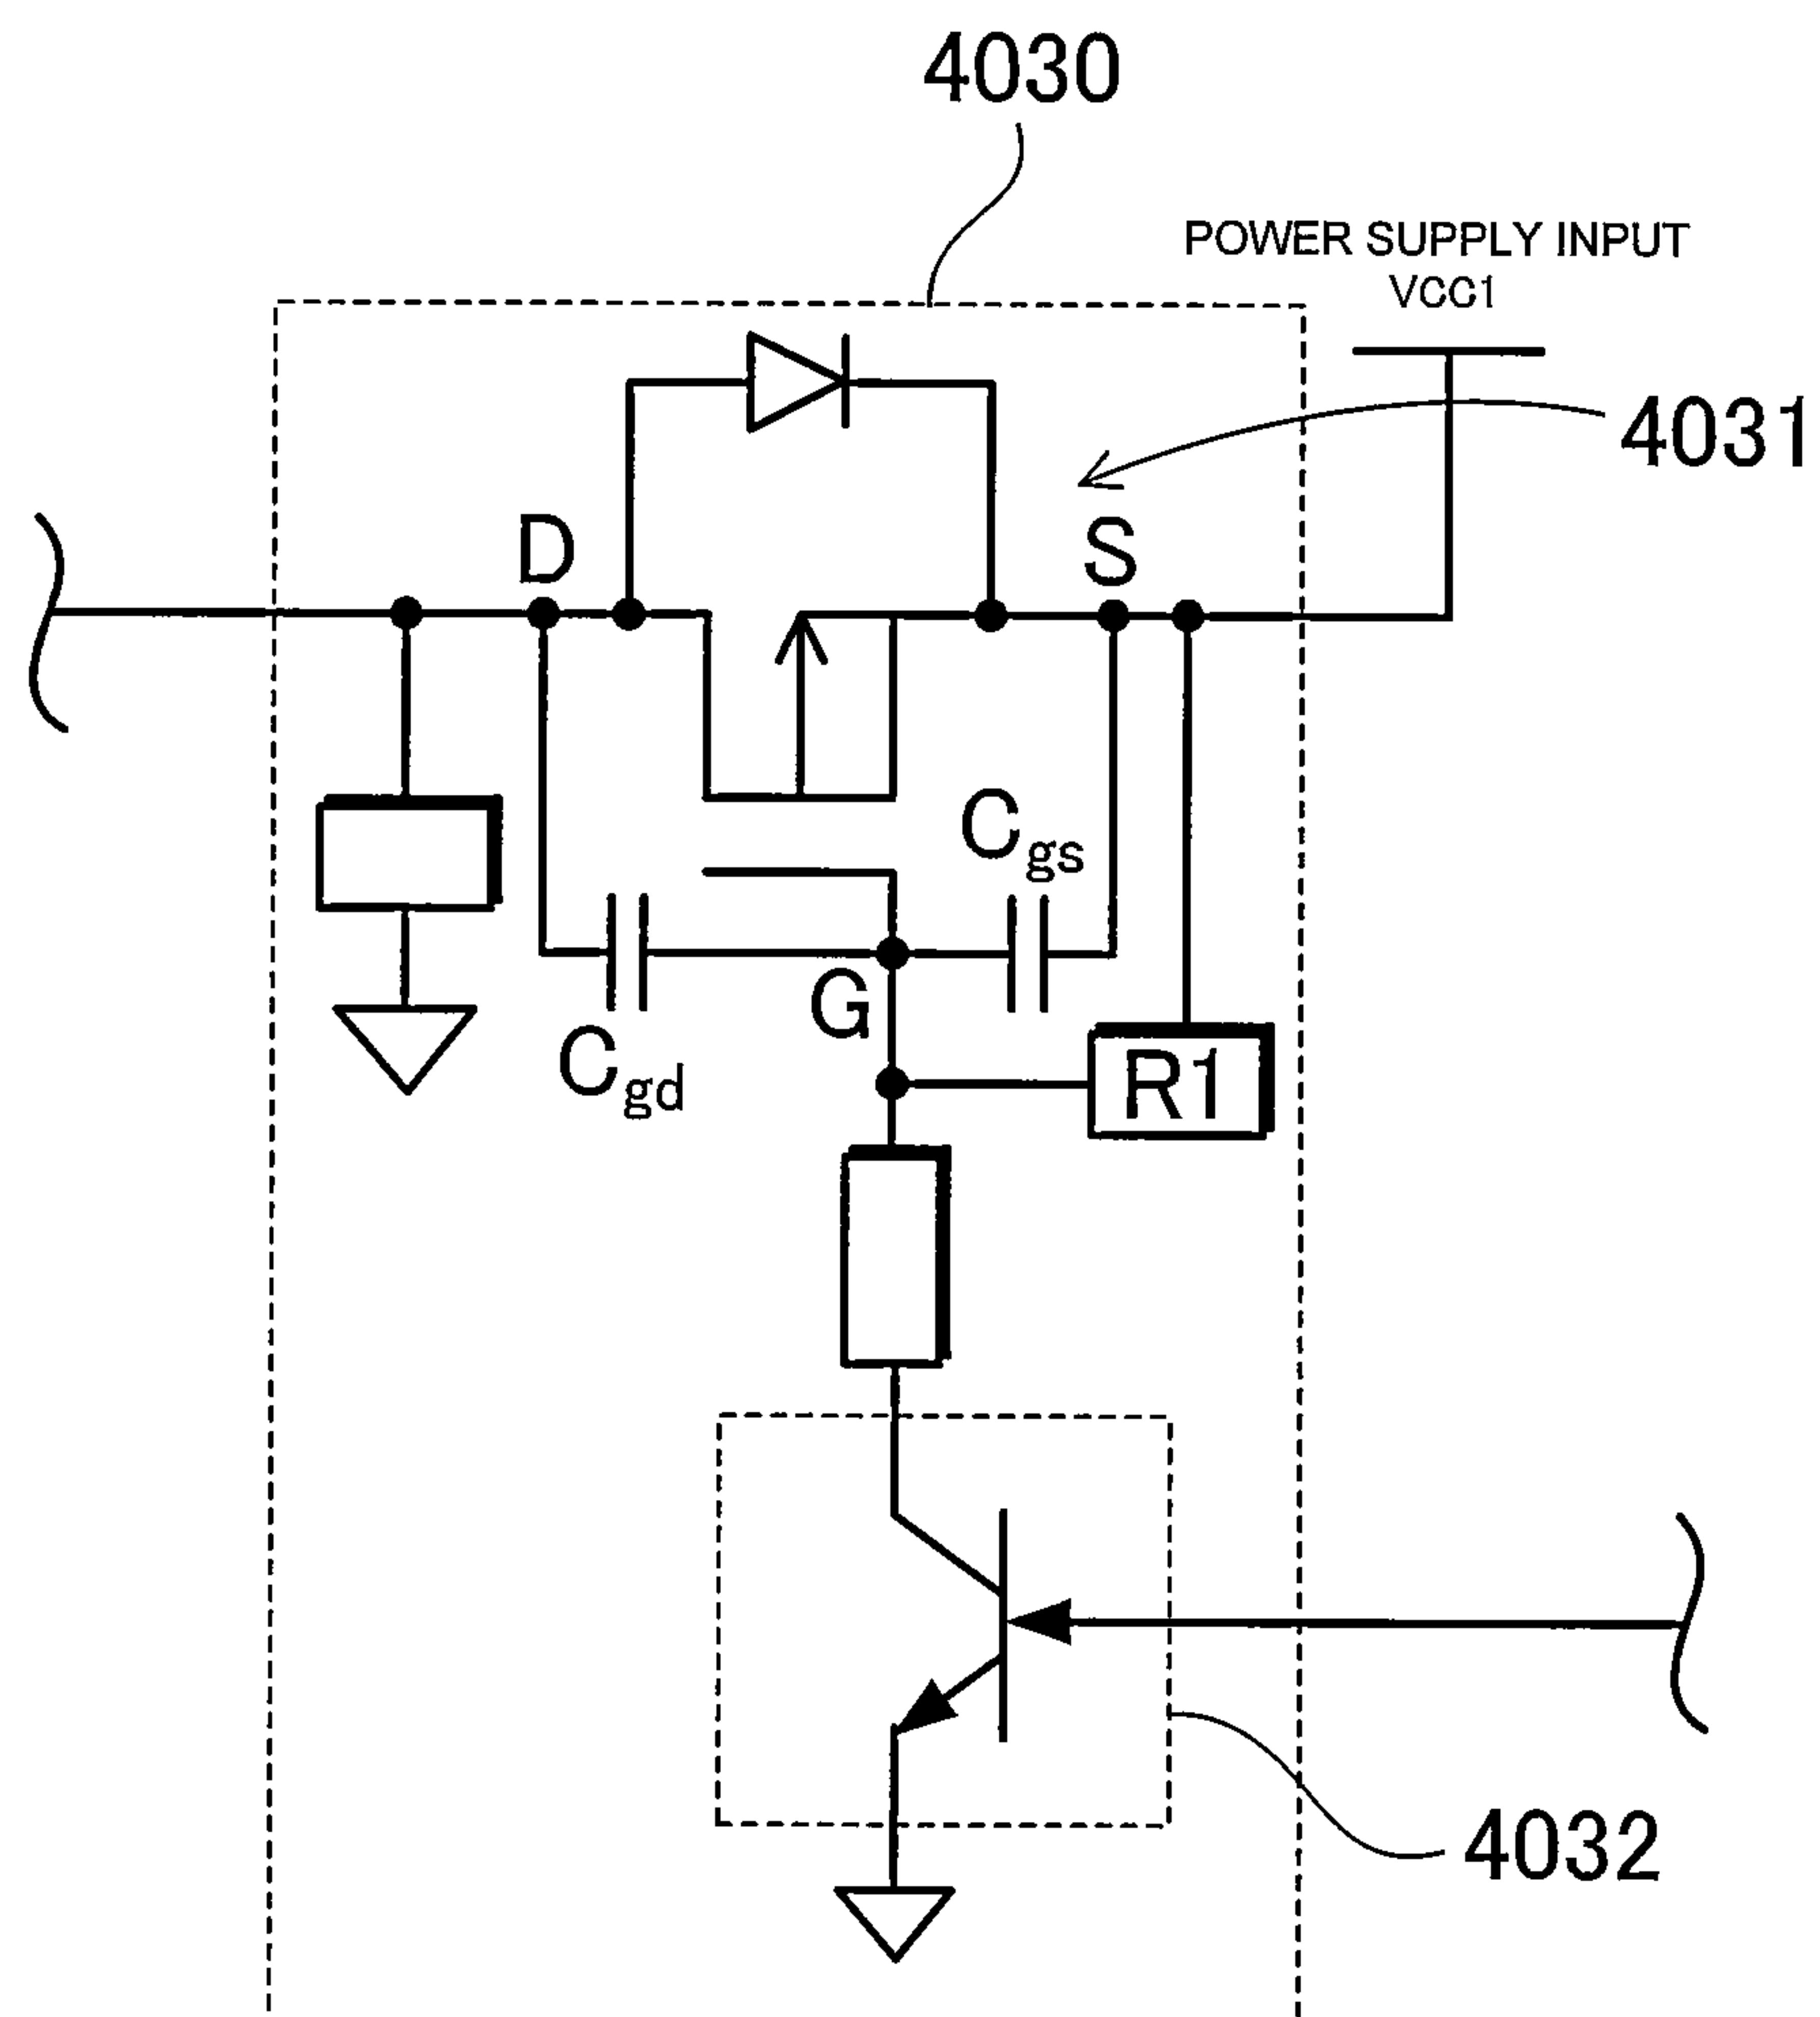 4030
POWER SUPPLY INPUT
VCC1
4031
D
S
Cgs
G
Cgd
R1
4032